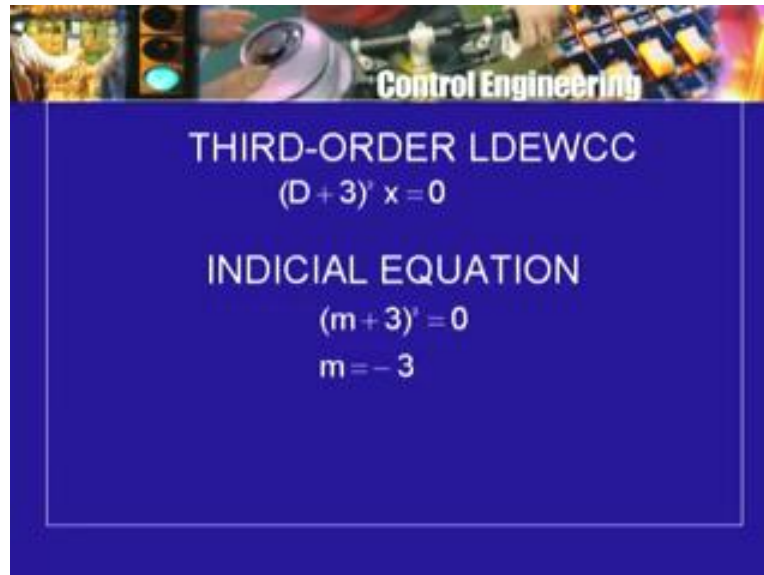 Control Engineering
THIRD-ORDER LDEWCC
(D + 3) x = 0
INDICIAL EQUATION
(m + 3) = 0
m = – 3